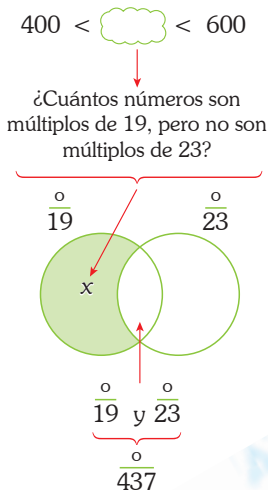 400 < < 600
¿Cuántos números son
múltiplos de 19, pero no son
múltiplos de 23?
o o
19 23
x
o o
19 y 23
o
437